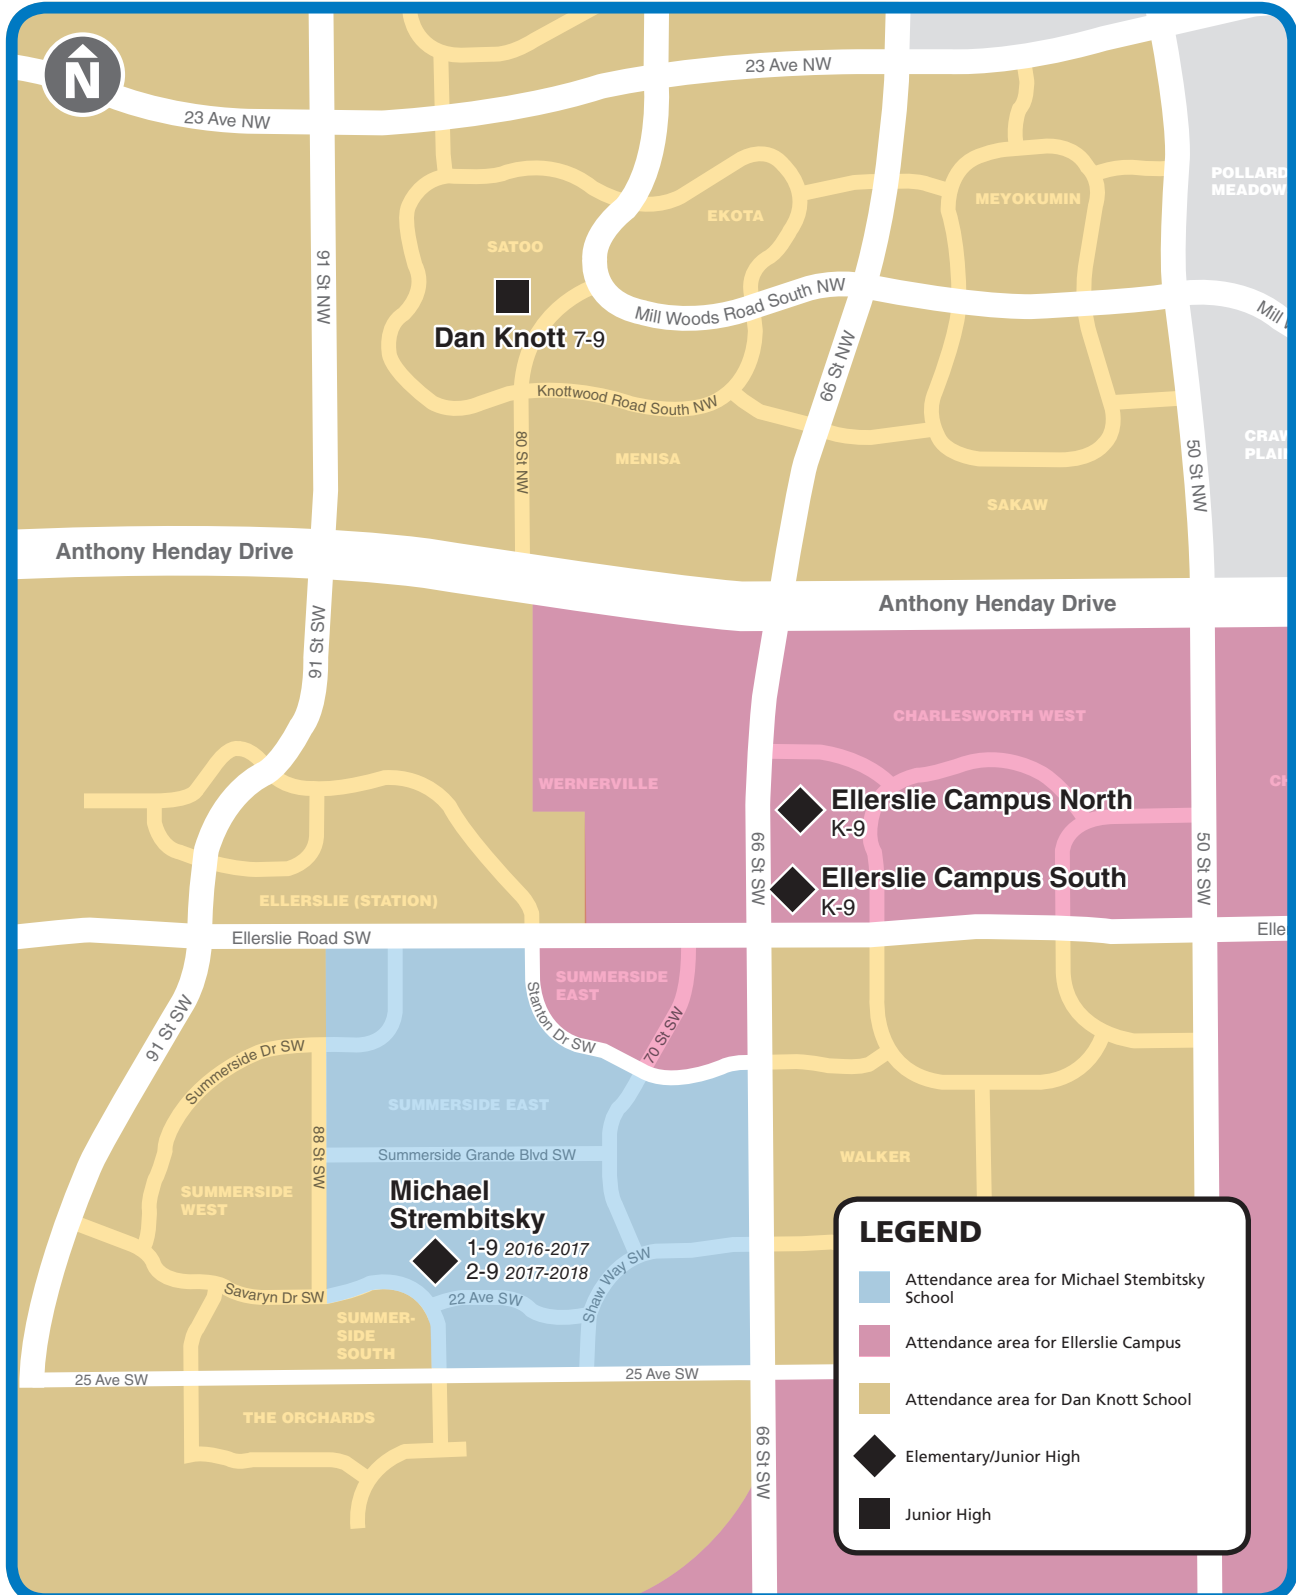 N
23 Ave NW
23 Ave NW
POLLARD
MEADOW
MEYOKUMIN
EKOTA
SATOO
91 St NW
Mill Woods Road South NW
Mill W
Dan Knott 7-9
66 St NW
Knottwood Road South NW
80 St NW
MENISA
CRAW
PLAI
50 St NW
SAKAW
Anthony Henday Drive
Anthony Henday Drive
91 St SW
CHARLESWORTH WEST
WERNERVILLE
CH
Ellerslie Campus North
K-9
66 St SW
50 St SW
Ellerslie Campus South
K-9
ELLERSLIE (STATION)
Ellerslie Road SW
Elle
SUMMERSIDE
EAST
Stanton Dr SW
70 St SW
91 St SW
Summerside Dr SW
SUMMERSIDE EAST
88 St SW
Summerside Grande Blvd SW
WALKER
SUMMERSIDE
WEST
Michael
Strembitsky
1-9 2016-2017
2-9 2017-2018
Shaw Way SW
Savaryn Dr SW
22 Ave SW
SUMMER-
SIDE
SOUTH
25 Ave SW
25 Ave SW
THE ORCHARDS
66 St SW
LEGEND
Attendance area for Michael Stembitsky
School
Attendance area for Ellerslie Campus
Attendance area for Dan Knott School
Elementary/Junior High
Junior High